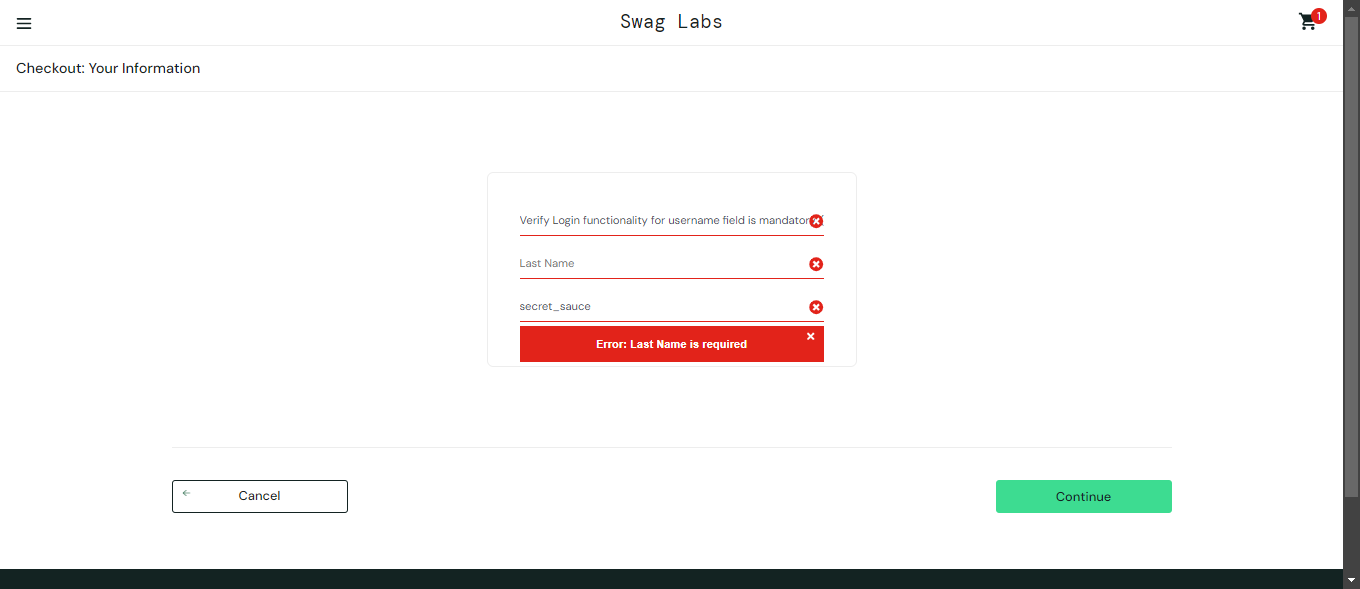 Swag Labs
1
Checkout: Your Information
Verify Login functionality for username field is mandator
Last Name
secret_sauce
Error: Last Name is required
Cancel
Continue